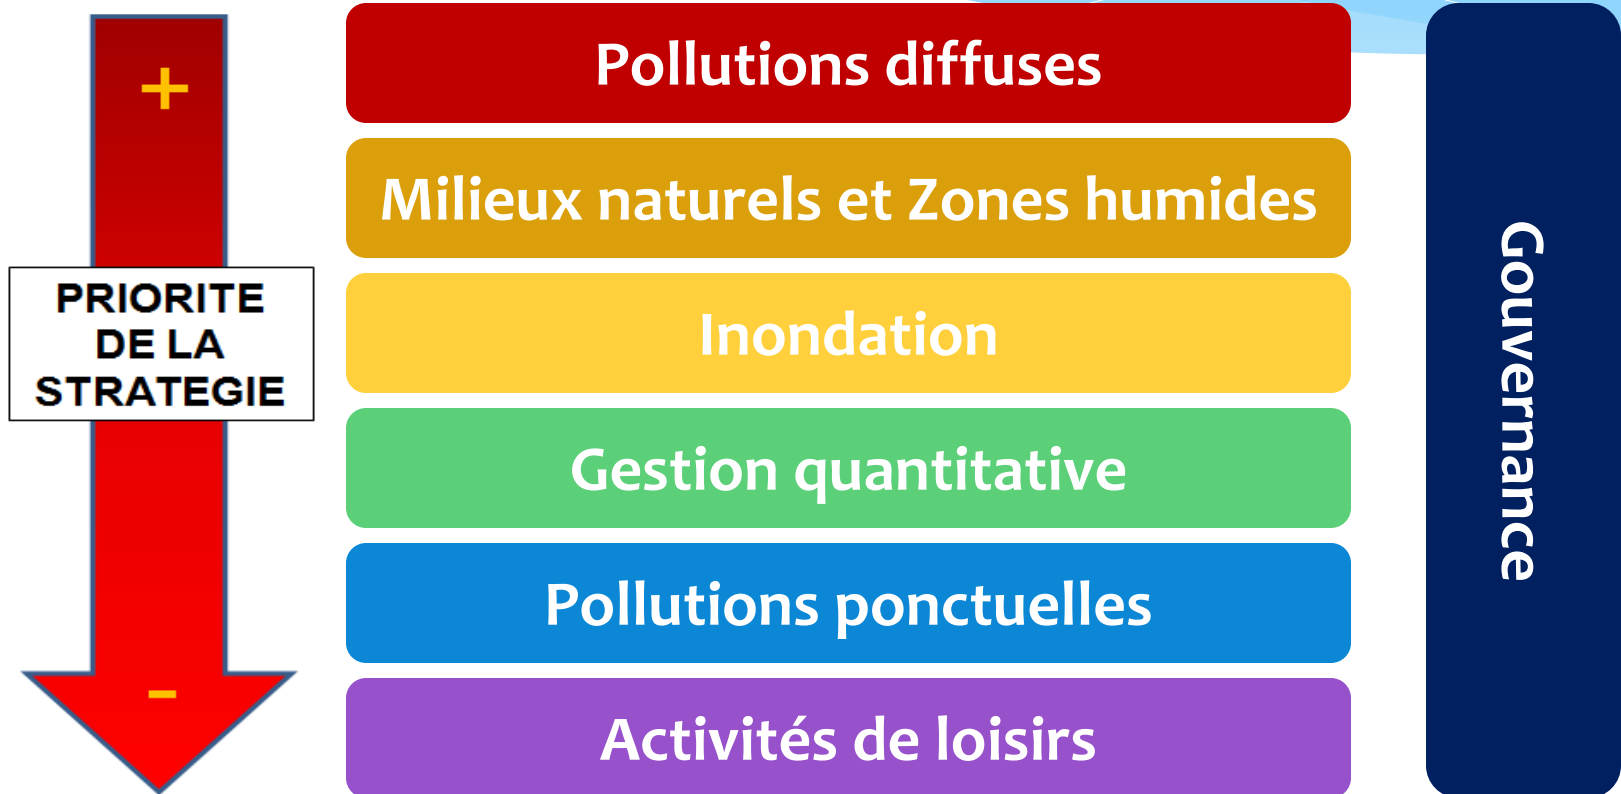 +
PRIORITE
DE LA
STRATEGIE
-
Pollutions diffuses
Milieux naturels et Zones humides
Inondation
Gestion quantitative
Pollutions ponctuelles
Activités de loisirs
Gouvernance